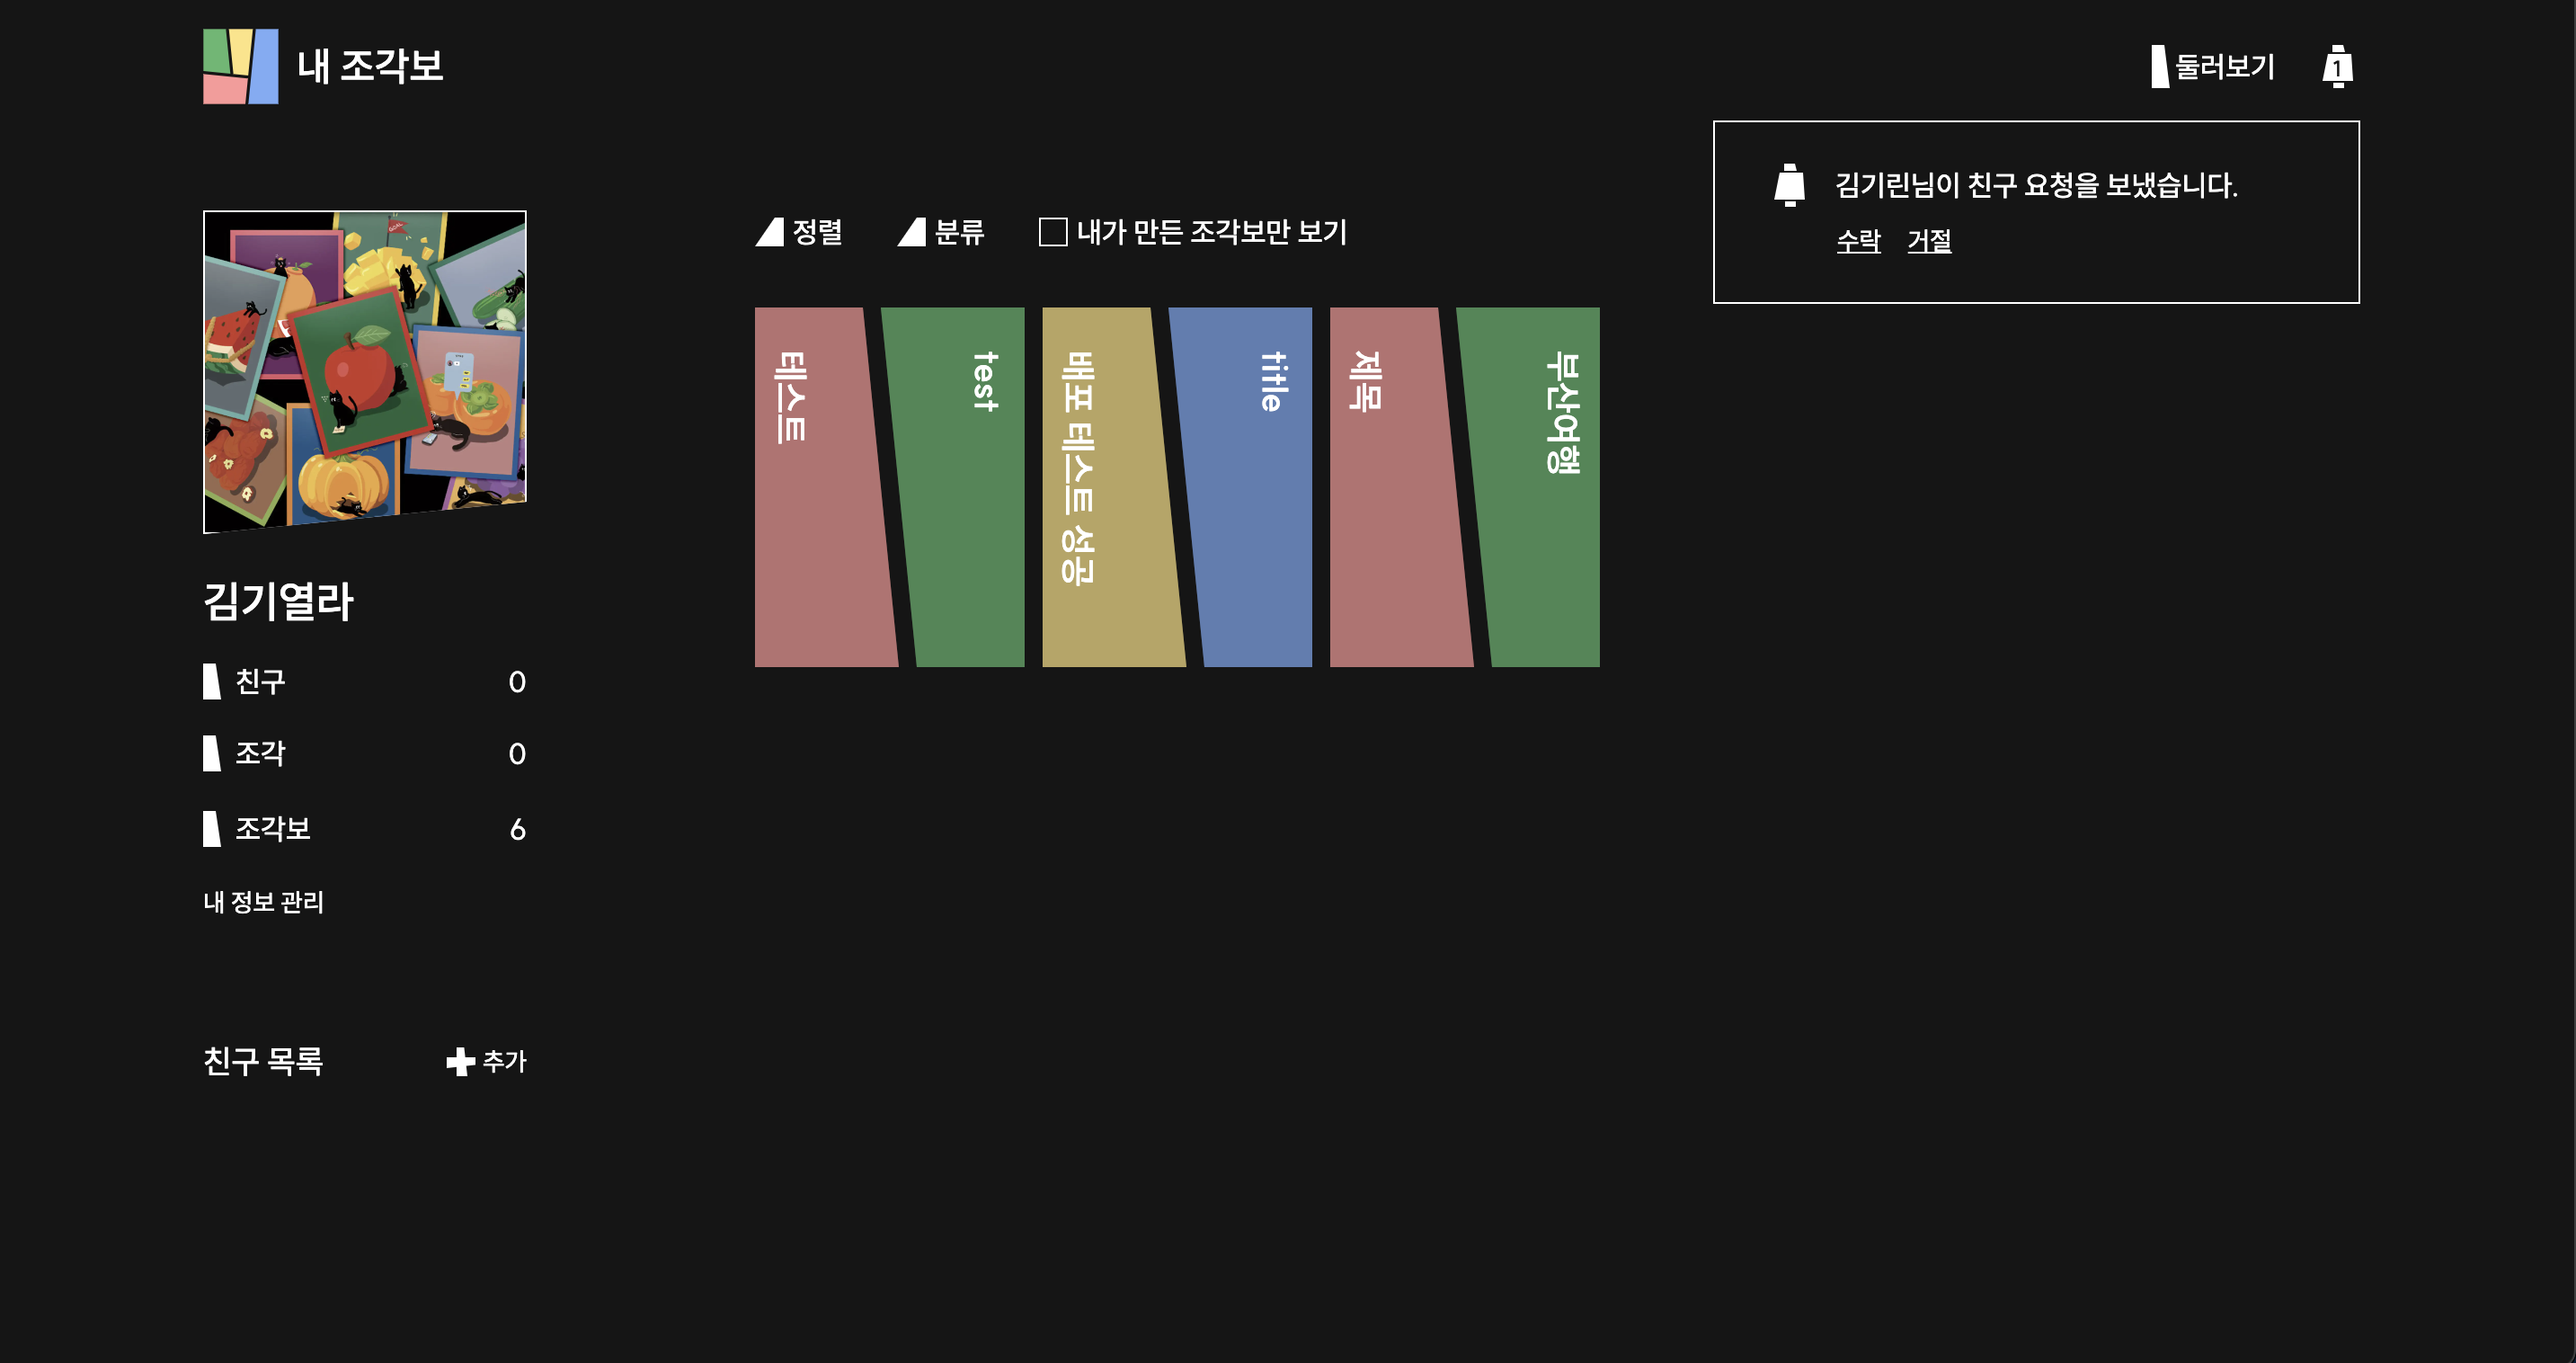 내 조각보
둘러보기
1
김기린님이 친구 요청을 보냈습니다.
수락 거절
정렬 분류 내가 만든 조각보만 보기
테스트
test
배포 테스트 성공
title
제목
부산여행
김기열라
친구 0
조각 0
조각보 6
내 정보 관리
친구 목록 추가